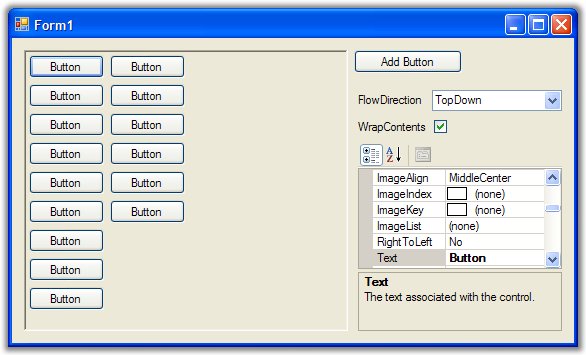 Form1
Button Button
Button Button
Button Button
Button Button
Button Button
Button Button
Button
Button
Button
Add Button
FlowDirection TopDown
WrapContents
A
Z
ImageAlign MiddleCenter
ImageIndex (none)
ImageKey (none)
ImageList (none)
RightToLeft No
Text Button
Text
The text associated with the control.